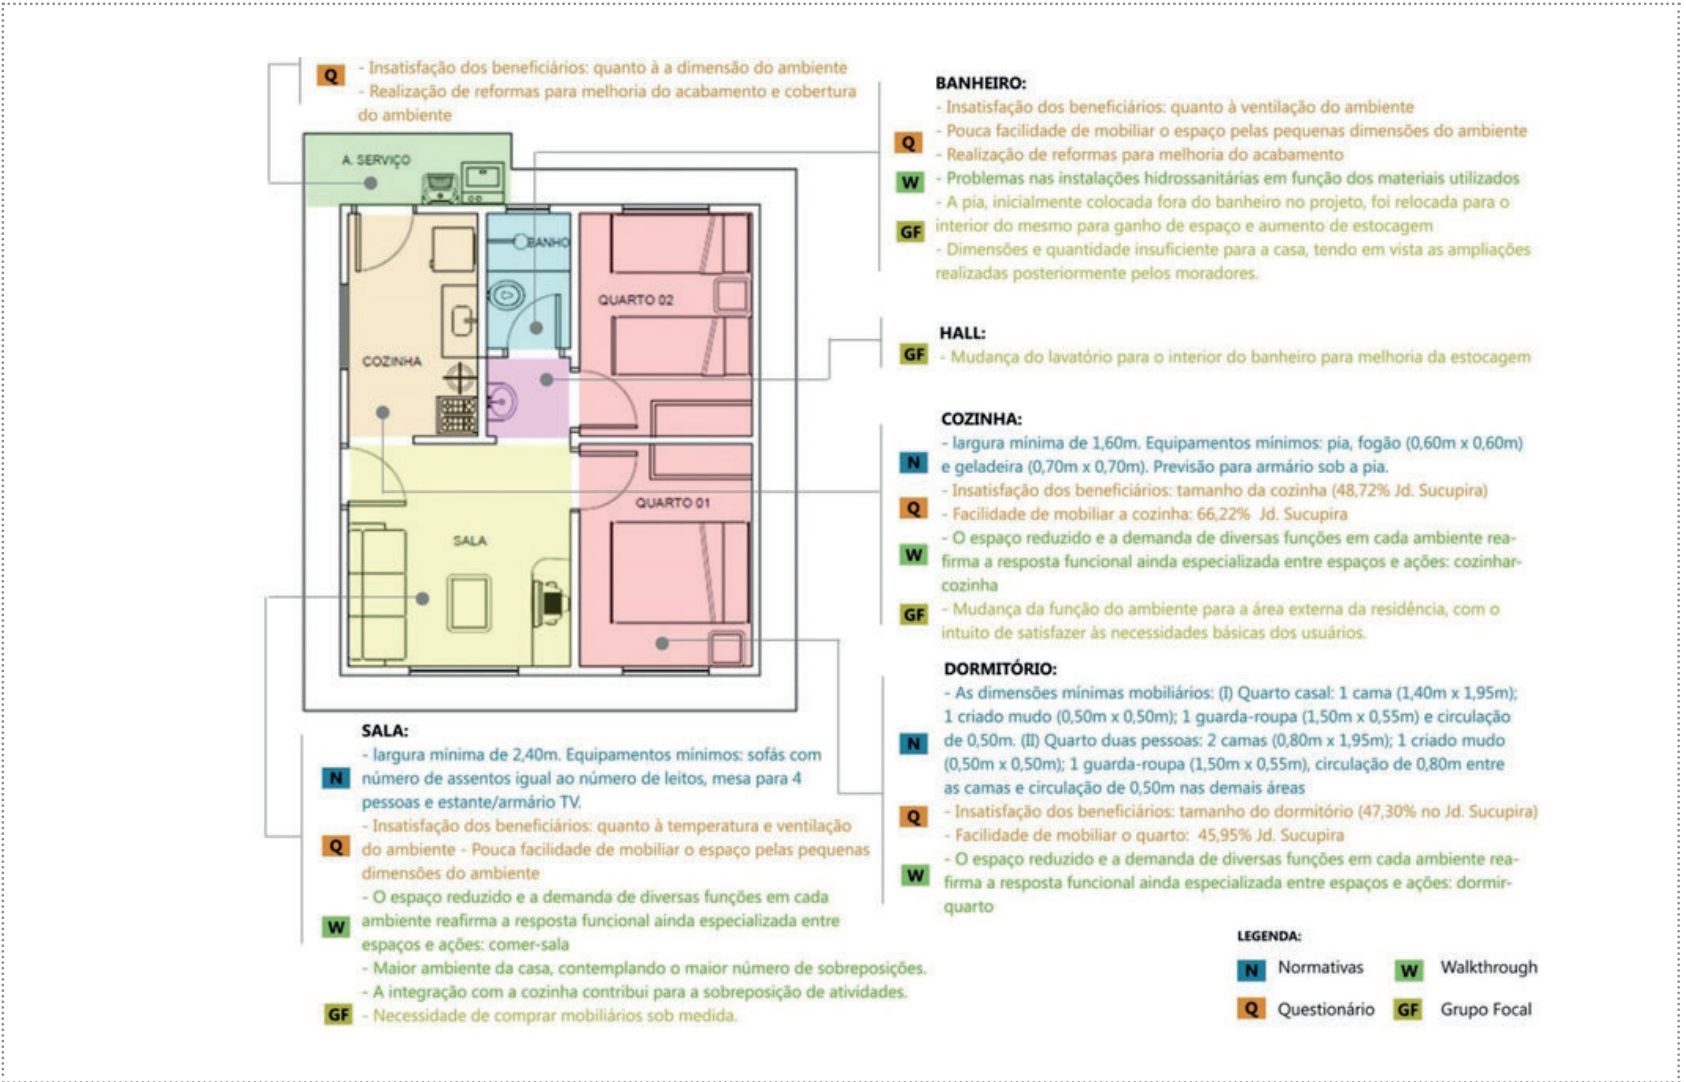 Q
- Insatisfação dos beneficiários: quanto à a dimensão do ambiente
- Realização de reformas para melhoria do acabamento e cobertura
do ambiente
A. SERVIÇO
BANHO
QUARTO 02
COZINHA
QUARTO 01
SALA
BANHEIRO:
- Insatisfação dos beneficiários: quanto à ventilação do ambiente
Q
- Pouca facilidade de mobiliar o espaço pelas pequenas dimensões do ambiente
- Realização de reformas para melhoria do acabamento
W
- Problemas nas instalações hidrossanitárias em função dos materiais utilizados
- A pia, inicialmente colocada fora do banheiro no projeto, foi relocada para o
GF
interior do mesmo para ganho de espaço e aumento de estocagem
- Dimensões e quantidade insuficiente para a casa, tendo em vista as ampliações
realizadas posteriormente pelos moradores.
HALL:
GF
- Mudança do lavatório para o interior do banheiro para melhoria da estocagem
COZINHA:
- largura mínima de 1,60m. Equipamentos mínimos: pia, fogão (0,60m x 0,60m)
N
e geladeira (0,70m x 0,70m). Previsão para armário sob a pia.
- Insatisfação dos beneficiários: tamanho da cozinha (48,72% Jd. Sucupira)
Q
- Facilidade de mobiliar a cozinha: 66,22% Jd. Sucupira
- O espaço reduzido e a demanda de diversas funções em cada ambiente rea-
W
firma a resposta funcional ainda especializada entre espaços e ações: cozinhar-
cozinha
GF
- Mudança da função do ambiente para a área externa da residência, com o
intuito de satisfazer às necessidades básicas dos usuários.
DORMITÓRIO:
- As dimensões mínimas mobiliários: (I) Quarto casal: 1 cama (1,40m x 1,95m);
1 criado mudo (0,50m x 0,50m); 1 guarda-roupa (1,50m x 0,55m) e circulação
N
de 0,50m. (II) Quarto duas pessoas: 2 camas (0,80m x 1,95m); 1 criado mudo
(0,50m x 0,50m); 1 guarda-roupa (1,50m x 0,55m), circulação de 0,80m entre
as camas e circulação de 0,50m nas demais áreas
Q
- Insatisfação dos beneficiários: tamanho do dormitório (47,30% no Jd. Sucupira)
- Facilidade de mobiliar o quarto: 45,95% Jd. Sucupira
- O espaço reduzido e a demanda de diversas funções em cada ambiente rea-
W
firma a resposta funcional ainda especializada entre espaços e ações: dormir-
quarto
SALA:
- largura mínima de 2,40m. Equipamentos mínimos: sofás com
N
número de assentos igual ao número de leitos, mesa para 4
pessoas e estante/armário TV.
- Insatisfação dos beneficiários: quanto à temperatura e ventilação
Q
do ambiente - Pouca facilidade de mobiliar o espaço pelas pequenas
dimensões do ambiente
- O espaço reduzido e a demanda de diversas funções em cada
W
ambiente reafirma a resposta funcional ainda especializada entre
espaços e ações: comer-sala
- Maior ambiente da casa, contemplando o maior número de sobreposições.
- A integração com a cozinha contribui para a sobreposição de atividades.
GF
- Necessidade de comprar mobiliários sob medida.
LEGENDA:
N Normativas
W Walkthrough
Q Questionário
GF Grupo Focal